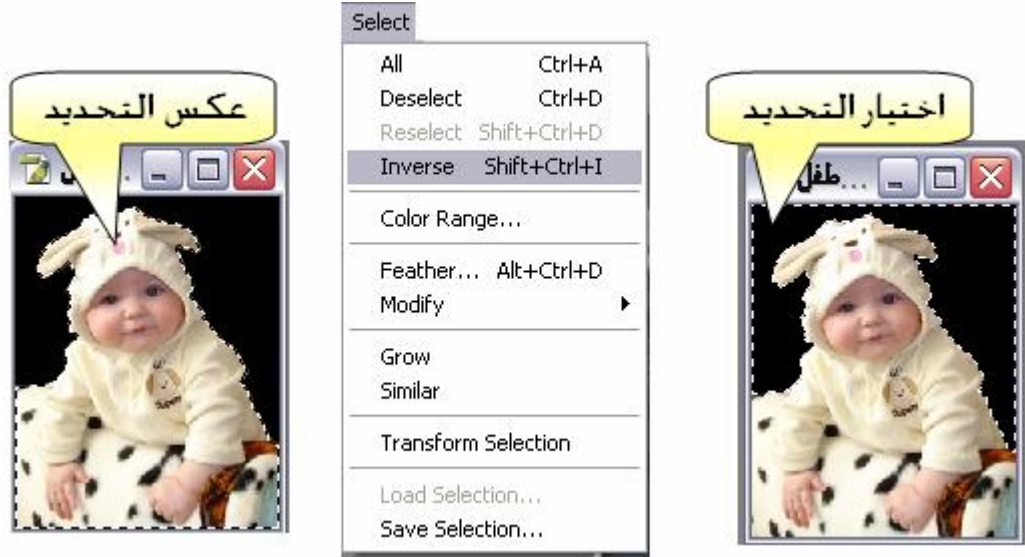 Select
All Ctrl+A
Deselect Ctrl+D
Reselect Shift+Ctrl+D
Inverse Shift+Ctrl+I
Color Range...
Feather... Alt+Ctrl+D
Modify
Grow
Similar
Transform Selection
Load Selection...
Save Selection...
اختيار التحديد
طفل...
عكس التحديد